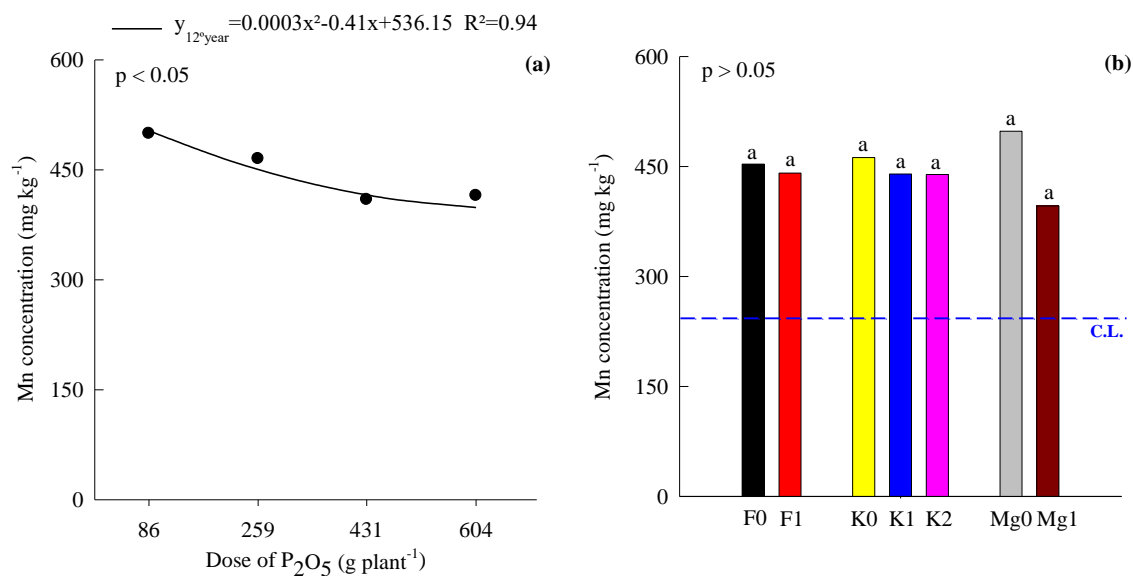 y12ºyear=0.0003x²-0.41x+536.15 R²=0.94
600
450
300
150
0
Mn concentration (mg kg-1)
p < 0.05
(a)
86 259 431 604
Dose of P2O5 (g plant-1)
600
450
300
150
0
Mn concentration (mg kg-1)
p > 0.05
(b)
a a a a a a a
C.L.
F0 F1 K0 K1 K2 Mg0 Mg1